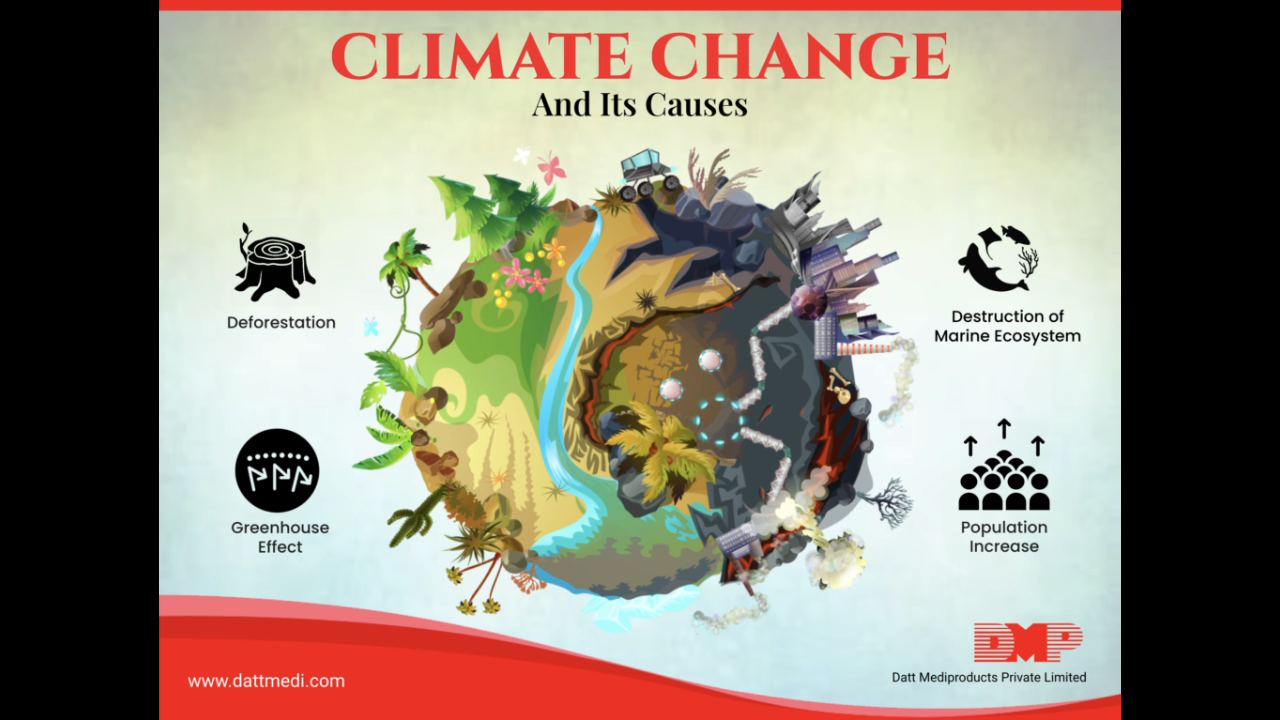 CLIMATE CHANGE
And Its Causes
Deforestation
Destruction of
Marine Ecosystem
Greenhouse
Effect
Population
Increase
www.dattmedi.com
DMP
Datt Mediproducts Private Limited